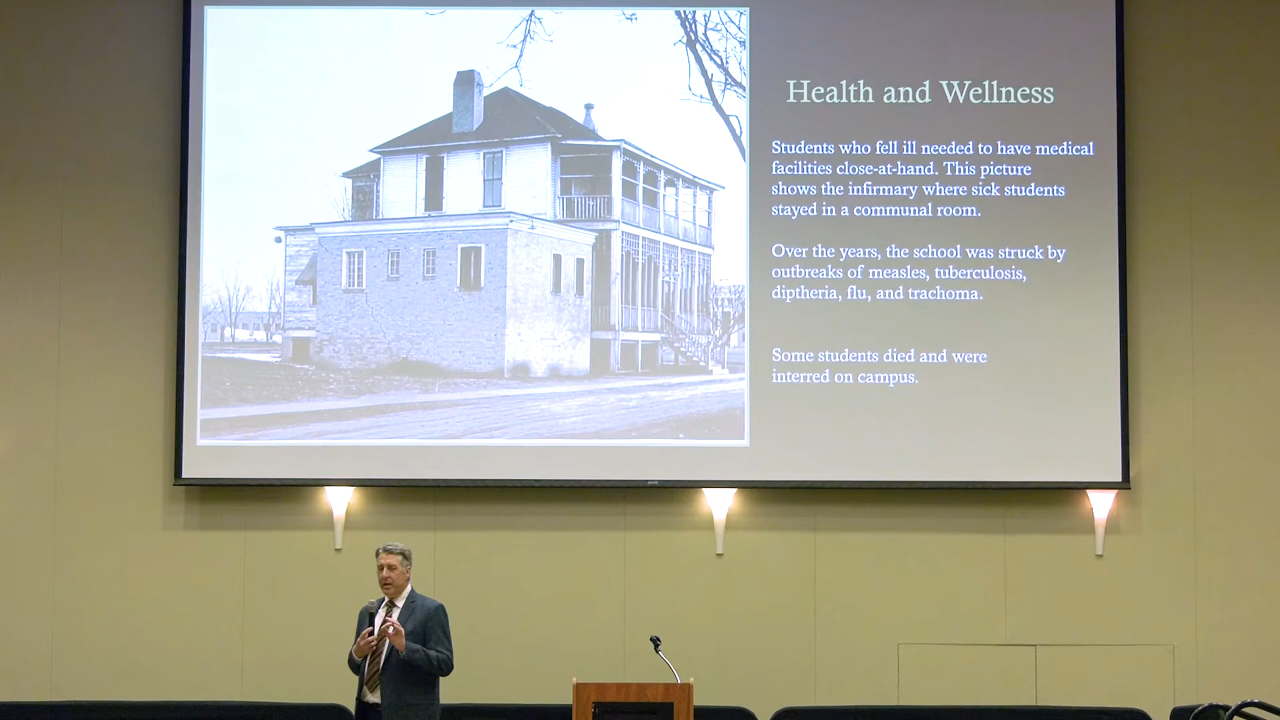 Health and Wellness
Students who fell ill needed to have medical
facilities close-at-hand. This picture
shows the infirmary where sick students
stayed in a communal room.
Over the years, the school was struck by
outbreaks of measles, tuberculosis,
diptheria, flu, and trachoma.
Some students died and were
interred on campus.